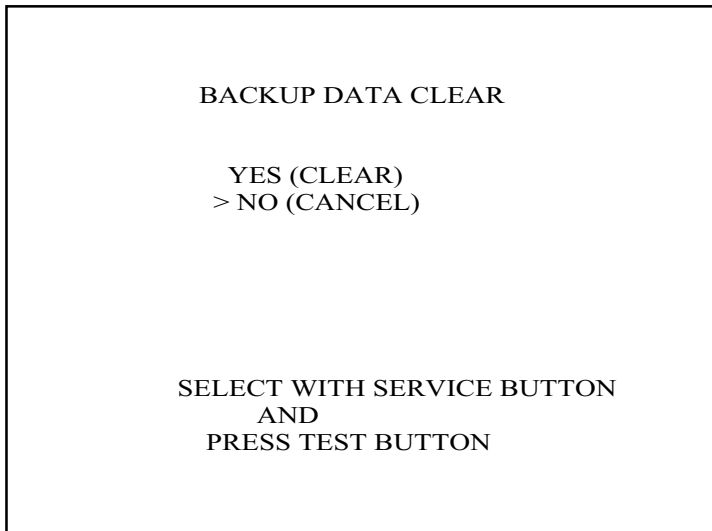 BACKUP DATA CLEAR
YES (CLEAR)
> NO (CANCEL)
SELECT WITH SERVICE BUTTON
AND
PRESS TEST BUTTON